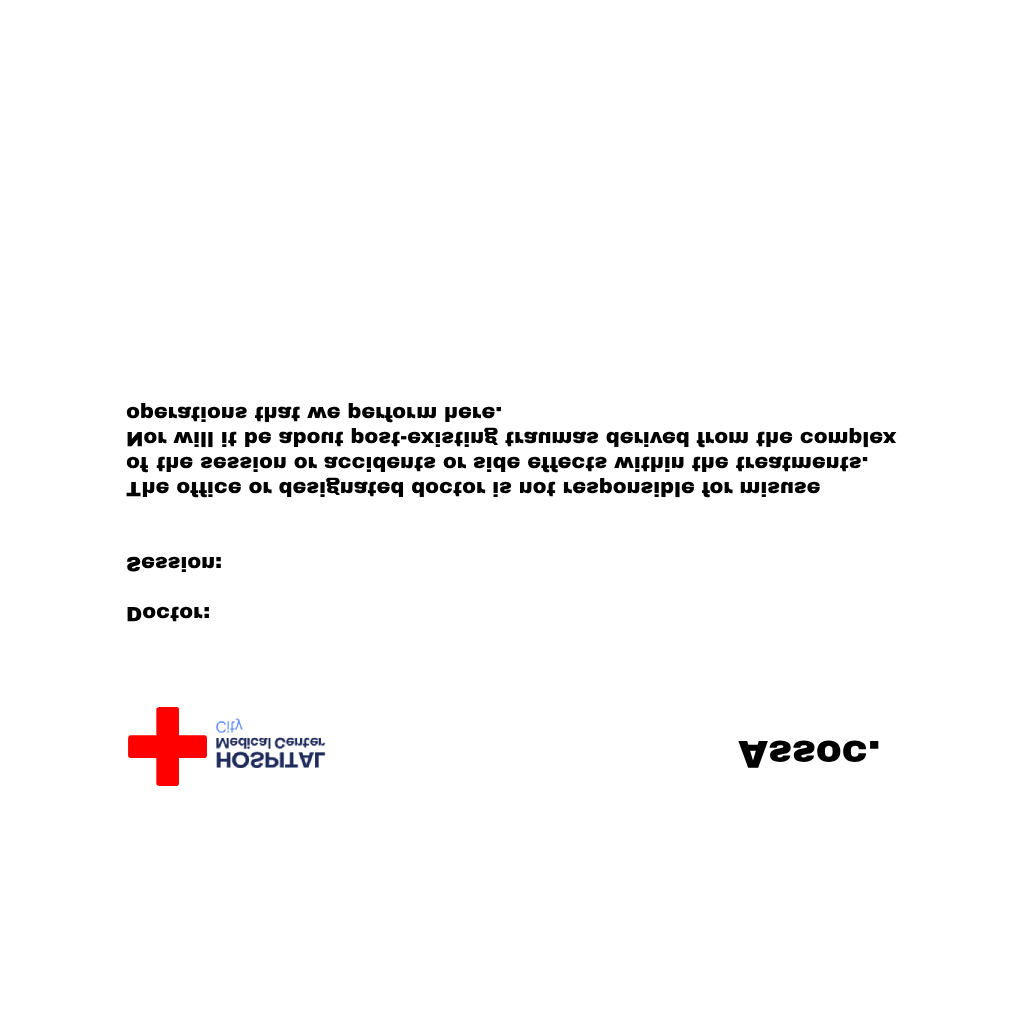 HOSPITAL
Medical Center
City
Assoc.
Doctor:
Session:
The office or designated doctor is not responsible for misuse
of the session or accidents or side effects within the treatments.
Nor will it be about post-existing traumas derived from the complex
operations that we perform here.